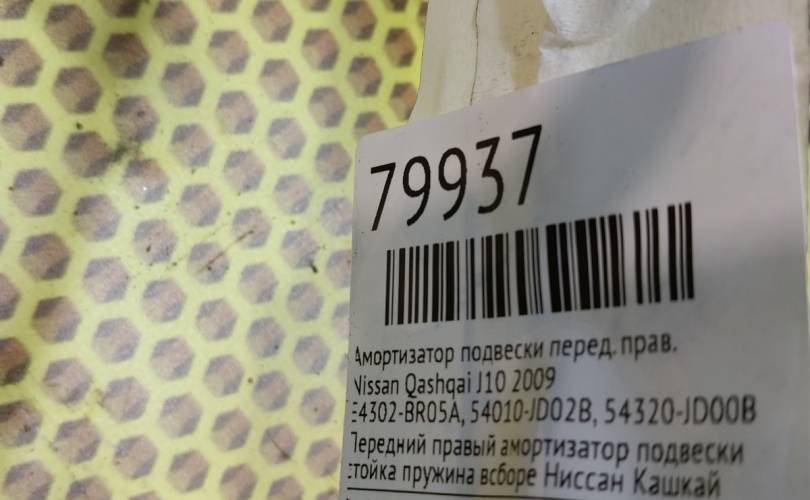 79937
Амортизатор подвески перед. прав.
Nissan Qashqai J10 2009
E4302-BR05A, 54010-JD02B, 54320-JD00B
Передний правый амортизатор подвески
стойка пружина всборе Ниссан Кашкай